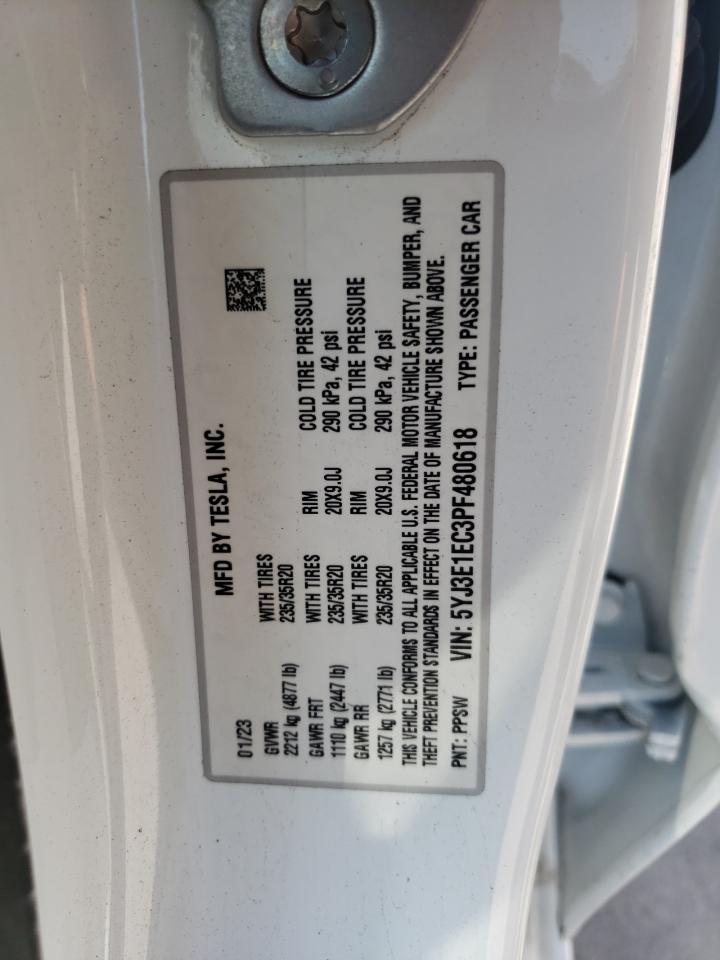 MFD BY TESLA, INC.
01/23
GVWR WITH TIRES
2212 kg (4877 lb) 235/35R20
GAWR FRT WITH TIRES RIM COLD TIRE PRESSURE
1110 kg (2447 lb) 235/35R20 20X9.0J 290 kPa, 42 psi
GAWR RR WITH TIRES RIM COLD TIRE PRESSURE
1257 kg (2771 lb) 235/35R20 20X9.0J 290 kPa, 42 psi
THIS VEHICLE CONFORMS TO ALL APPLICABLE U.S. FEDERAL MOTOR VEHICLE SAFETY, BUMPER, AND
THEFT PREVENTION STANDARDS IN EFFECT ON THE DATE OF MANUFACTURE SHOWN ABOVE.
PNT: PPSW VIN: 5YJ3E1EC3PF480618 TYPE: PASSENGER CAR